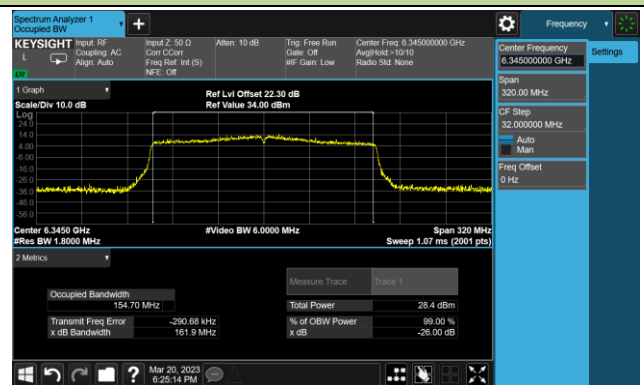 Spectrum Analyzer 1
Occupied BW
+
Frequency
KEYSIGHT
L
LXI
Input: RF
Coupling: AC
Align: Auto
Input Z: 50 Ω
Corr CCorr
Freq Ref: Int (S)
NFE: Off
Atten: 10 dB
Trig: Free Run
Gate: Off
#IF Gain: Low
Center Freq: 6.345000000 GHz
Avg|Hold:>10/10
Radio Std: None
Center Frequency
6.345000000 GHz
Settings
Span
320.00 MHz
CF Step
32.000000 MHz
Auto
Man
Freq Offset
0 Hz
1 Graph
Scale/Div 10.0 dB
Ref Lvl Offset 22.30 dB
Ref Value 34.00 dBm
Log
24.0
14.0
4.00
-6.00
-16.0
-26.0
-36.0
-46.0
-56.0
Center 6.3450 GHz
#Res BW 1.8000 MHz
#Video BW 6.0000 MHz
Span 320 MHz
Sweep 1.07 ms (2001 pts)
2 Metrics
Measure Trace
Trace 1
Occupied Bandwidth
154.70 MHz
Total Power
28.4 dBm
Transmit Freq Error
-290.68 kHz
% of OBW Power
99.00 %
x dB Bandwidth
161.9 MHz
x dB
-26.00 dB
?
Mar 20, 2023
6:25:14 PM